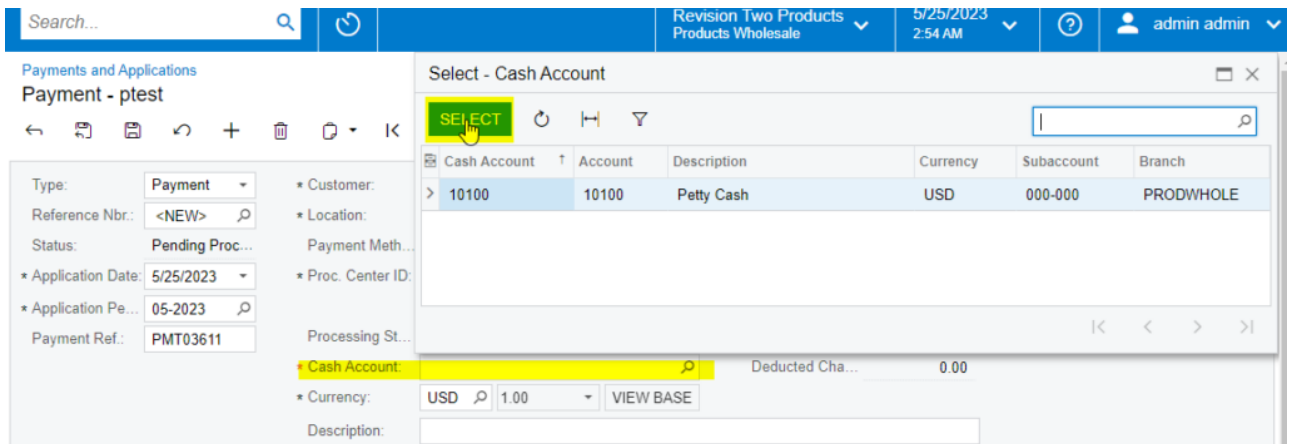 Search...
Revision Two Products
Products Wholesale
5/25/2023
2:54 AM
admin admin
Payments and Applications
Payment - ptest
Select - Cash Account
SELECT
Cash Account Account Description Currency Subaccount Branch
10100 10100 Petty Cash USD 000-000 PRODWHOLE
Type: Payment * Customer:
Reference Nbr.: <NEW> * Location:
Status: Pending Proc... Payment Meth...
* Application Date: 5/25/2023 * Proc. Center ID:
* Application Pe... 05-2023
Payment Ref.: PMT03611 Processing St...
* Cash Account: Deducted Cha... 0.00
* Currency: USD 1.00 VIEW BASE
Description: